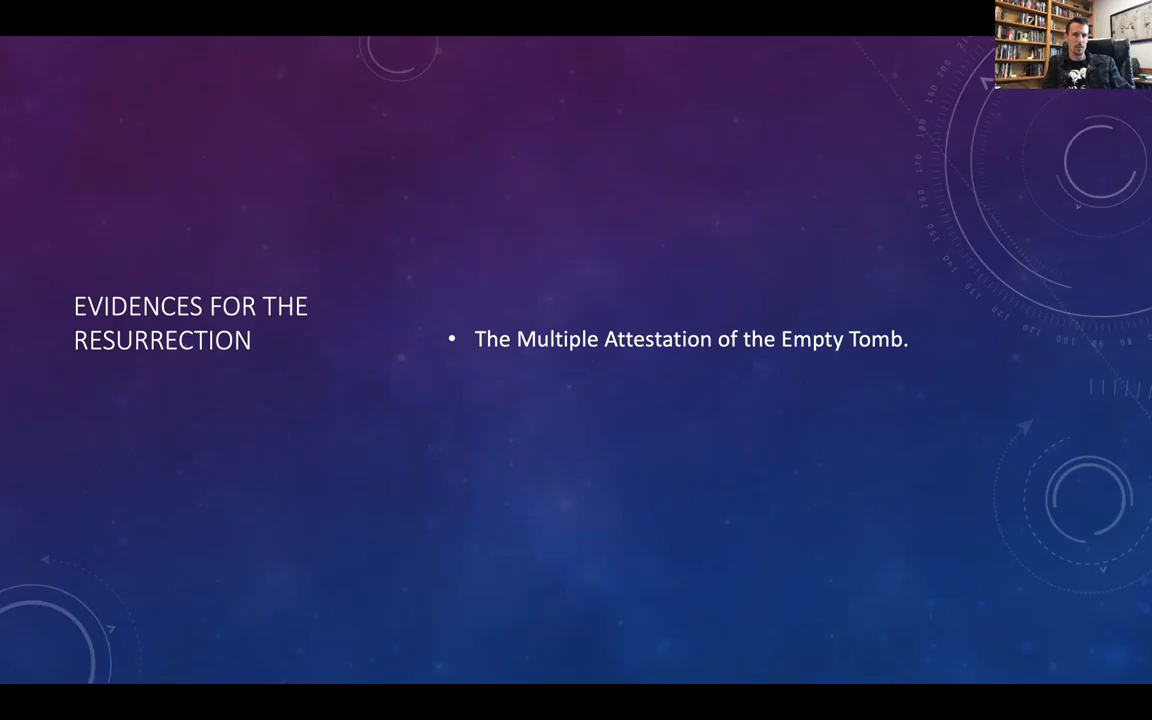 EVIDENCES FOR THE
RESURRECTION
• The Multiple Attestation of the Empty Tomb.